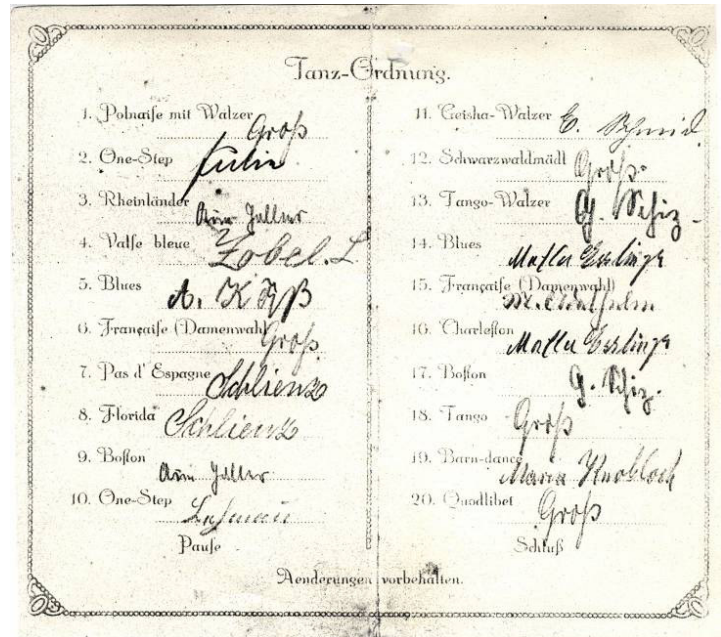 Tanz-Ordnung.
1. Polnaise mit Walzer
Groß
2. One-Step
3. Rheinländer
4. Valse bleue
Zobel. L
5. Blues
A.
6. Française (Damenwahl)
Groß
7. Pas d' Espagne
Schlienz
8. Florida
Schlienz
9. Boston
10. One-Step
Pause
11. Geisha-Walzer
E. Schmid
12. Schwarzwaldmädl
Groß.
13. Tango-Walzer
G.
14. Blues
15. Française (Damenwahl)
16. Charleston
17. Boston
G.
18. Tango
Groß
19. Barn-dance
Maria Knobloch
20. Quodlibet
Groß
Schluß
Aenderungen vorbehalten.